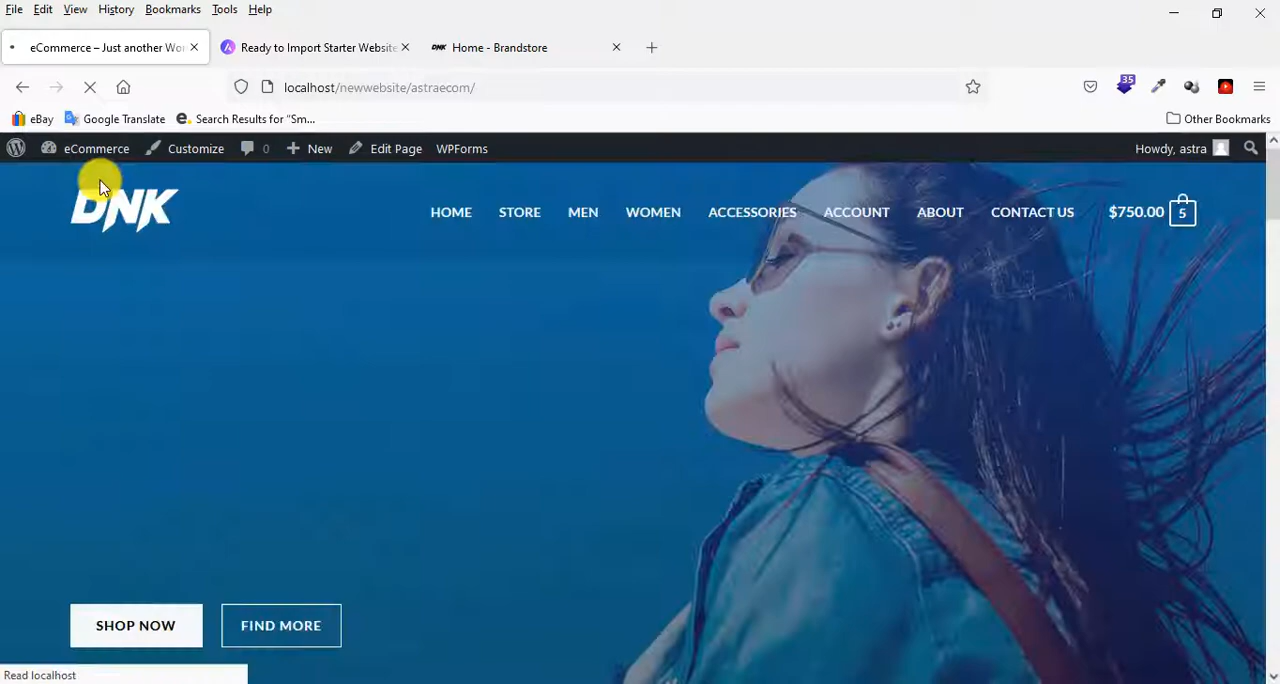 File Edit View History Bookmarks Tools Help
eCommerce – Just another Wo
Ready to Import Starter Website
DNK Home - Brandstore
localhost/newwebsite/astraecom/
35
eBay Google Translate e. Search Results for "Sm... Other Bookmarks
eCommerce Customize 0 New Edit Page WPForms Howdy, astra
DNK HOME STORE MEN WOMEN ACCESSORIES ACCOUNT ABOUT CONTACT US $750.00 5
SHOP NOW FIND MORE
Read localhost